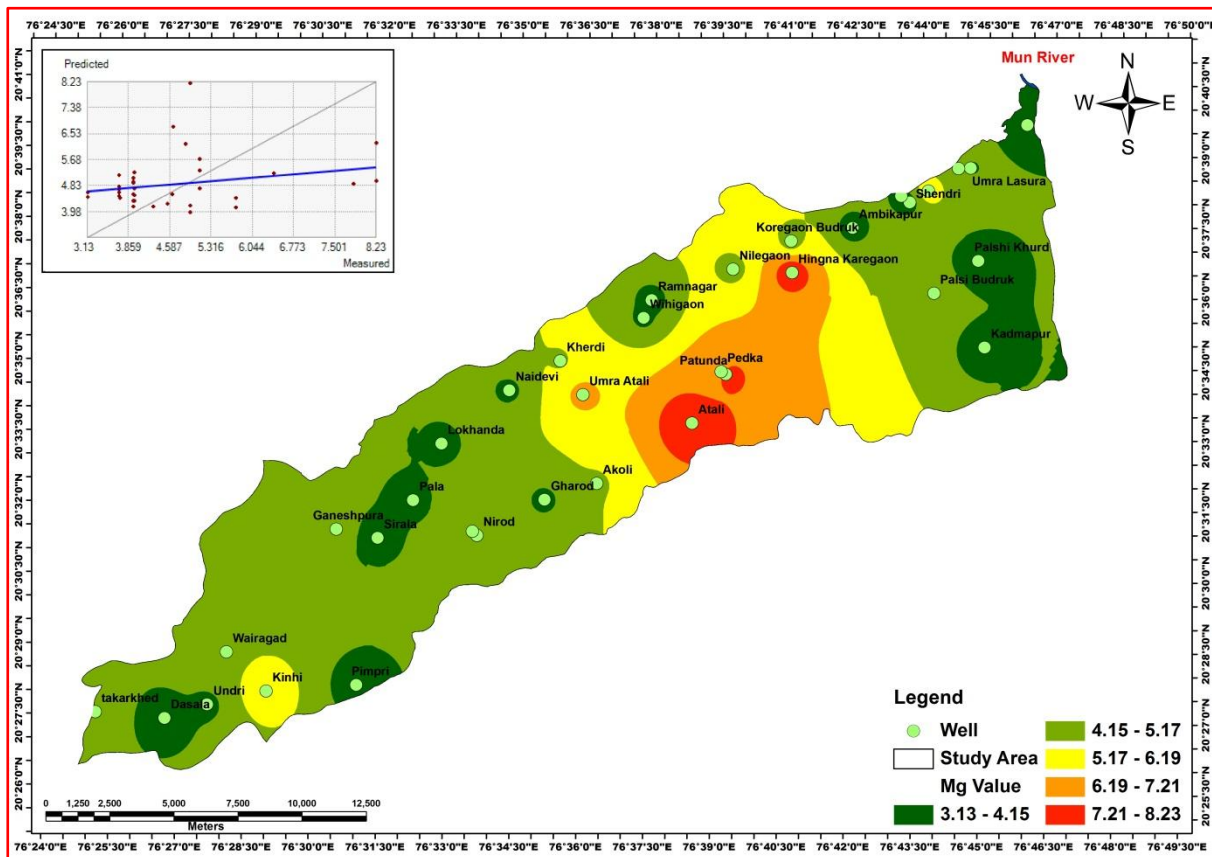 76°24'30"E 76°26'0"E 76°27'30"E 76°29'0"E 76°30'30"E 76°32'0"E 76°33'30"E 76°35'0"E 76°36'30"E 76°38'0"E 76°39'30"E 76°41'0"E 76°42'30"E 76°44'0"E 76°45'30"E 76°47'0"E 76°48'30"E 76°50'0"E
20°41'0"N
20°39'30"N
20°38'0"N
20°36'30"N
20°35'0"N
20°33'30"N
20°32'0"N
20°30'30"N
20°29'0"N
20°27'30"N
20°26'0"N
Predicted
8.23
7.38
6.53
5.68
4.83
3.98
3.13 3.859 4.587 5.316 6.044 6.773 7.501 8.23
Measured
Mun River
N
W E
S
Umra Lasura
Shendri
Ambikapur
Koregaon Budruk
Palshi Khurd
Nilegaon
Hingna Karegaon
Palsi Budruk
Ramnagar
Wihigaon
Kadmapur
Kherdi
Patunda
Pedka
Naidevi
Umra Atali
Atali
Lokhanda
Akoli
Pala
Gharod
Ganeshpura
Sirala
Nirod
Wairagad
Kinhi
Pimpri
takarkhed
Dasala
Undri
Legend
Well
Study Area
Mg Value
3.13 - 4.15
4.15 - 5.17
5.17 - 6.19
6.19 - 7.21
7.21 - 8.23
0 1,250 2,500 5,000 7,500 10,000 12,500
Meters
20°40'30"N
20°39'0"N
20°37'30"N
20°36'0"N
20°34'30"N
20°33'0"N
20°31'30"N
20°30'0"N
20°28'30"N
20°27'0"N
20°25'30"N
76°24'0"E 76°25'30"E 76°27'0"E 76°28'30"E 76°30'0"E 76°31'30"E 76°33'0"E 76°34'30"E 76°36'0"E 76°37'30"E 76°39'0"E 76°40'30"E 76°42'0"E 76°43'30"E 76°45'0"E 76°46'30"E 76°48'0"E 76°49'30"E